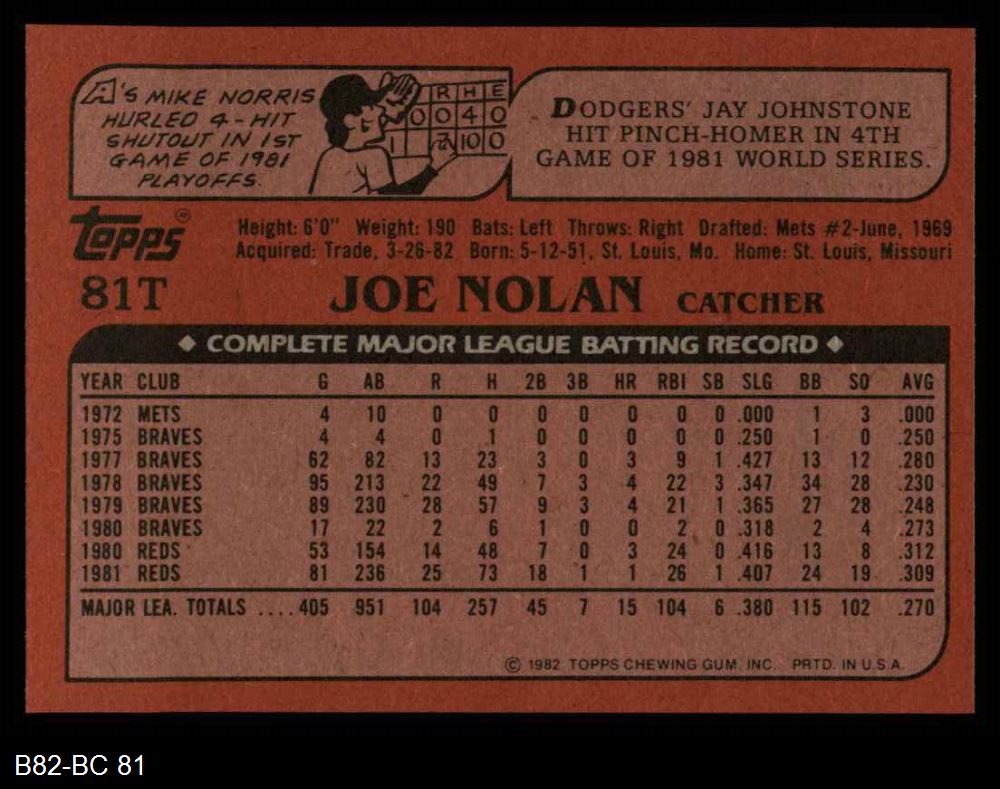 A's MIKE NORRIS
HURLED 4-HIT
SHUTOUT IN 1ST
GAME OF 1981
PLAYOFFS.
R H E
0 0 4 0
1 7 10 0
DODGERS' JAY JOHNSTONE
HIT PINCH-HOMER IN 4TH
GAME OF 1981 WORLD SERIES.
TOPPS®
Height: 6'0" Weight: 190 Bats: Left Throws: Right Drafted: Mets #2-June, 1969
Acquired: Trade, 3-26-82 Born: 5-12-51, St. Louis, Mo. Home: St. Louis, Missouri
81T JOE NOLAN CATCHER
◆ COMPLETE MAJOR LEAGUE BATTING RECORD ◆
YEAR CLUB G AB R H 2B 3B HR RBI SB SLG BB SO AVG
1972 METS 4 10 0 0 0 0 0 0 0 .000 1 3 .000
1975 BRAVES 4 4 0 1 0 0 0 0 0 .250 1 0 .250
1977 BRAVES 62 82 13 23 3 0 3 9 1 .427 13 12 .280
1978 BRAVES 95 213 22 49 7 3 4 22 3 .347 34 28 .230
1979 BRAVES 89 230 28 57 9 3 4 21 1 .365 27 28 .248
1980 BRAVES 17 22 2 6 1 0 0 2 0 .318 2 4 .273
1980 REDS 53 154 14 48 7 0 3 24 0 .416 13 8 .312
1981 REDS 81 236 25 73 18 1 1 26 1 .407 24 19 .309
MAJOR LEA. TOTALS ....405 951 104 257 45 7 15 104 6 .380 115 102 .270
© 1982 TOPPS CHEWING GUM, INC. PRTD. IN U.S.A.
B82-BC 81